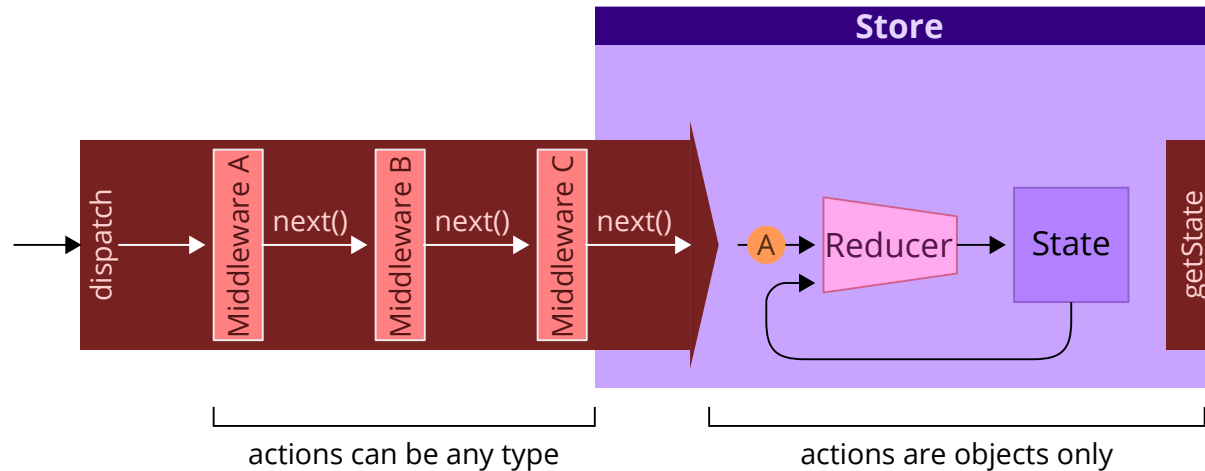 Store
dispatch
Middleware A
next()
Middleware B
next()
Middleware C
next()
A
Reducer
State
getState
actions can be any type
actions are objects only